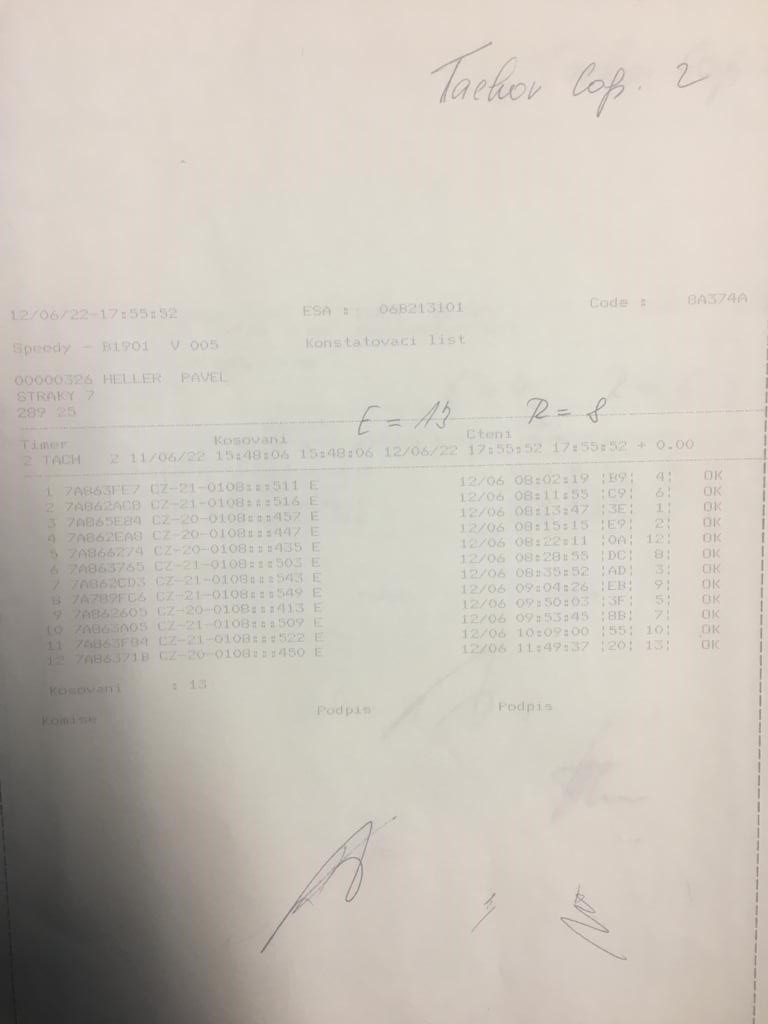 Tachov Cop. 2
12/06/22-17:55:52 ESA : 06B213101 Code : 8A374A
Speedy - B1901 V 005 Konstatovaci list
00000326 HELLER PAVEL
STRAKY 7
289 25
E = 13 R = 8
Timer Kosovani Cteni
2 TACH 2 11/06/22 15:48:06 15:48:06 12/06/22 17:55:52 17:55:52 + 0.00
1 7A863FE7 CZ-21-0108:::511 E 12/06 08:02:19 ¦B9¦ 4¦ OK
2 7A862AC8 CZ-21-0108:::516 E 12/06 08:11:55 ¦C9¦ 6¦ OK
3 7A865E84 CZ-20-0108:::457 E 12/06 08:13:47 ¦3E¦ 1¦ OK
4 7A862EA8 CZ-20-0108:::447 E 12/06 08:15:15 ¦E9¦ 2¦ OK
5 7A866274 CZ-20-0108:::435 E 12/06 08:22:11 ¦0A¦ 12¦ OK
6 7A863765 CZ-21-0108:::503 E 12/06 08:28:55 ¦DC¦ 8¦ OK
7 7A862CD3 CZ-21-0108:::543 E 12/06 08:35:52 ¦AD¦ 3¦ OK
8 7A789FC6 CZ-21-0108:::549 E 12/06 09:04:26 ¦EB¦ 9¦ OK
9 7A862605 CZ-20-0108:::413 E 12/06 09:50:03 ¦3F¦ 5¦ OK
10 7A863A05 CZ-21-0108:::509 E 12/06 09:53:45 ¦8B¦ 7¦ OK
11 7A863F84 CZ-21-0108:::522 E 12/06 10:09:00 ¦55¦ 10¦ OK
12 7A86371B CZ-20-0108:::450 E 12/06 11:49:37 ¦20¦ 13¦ OK
Kosovani : 13
Komise Podpis Podpis